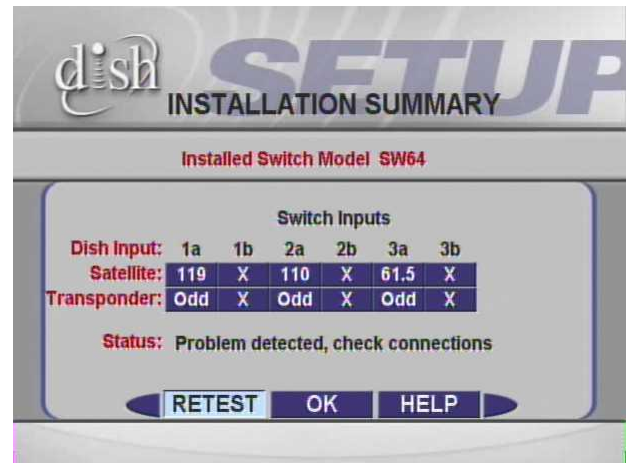 dish
SETUP
INSTALLATION SUMMARY
Installed Switch Model SW64
Switch Inputs
Dish Input: 1a 1b 2a 2b 3a 3b
Satellite: 119 X 110 X 61.5 X
Transponder: Odd X Odd X Odd X
Status: Problem detected, check connections
RETEST OK HELP